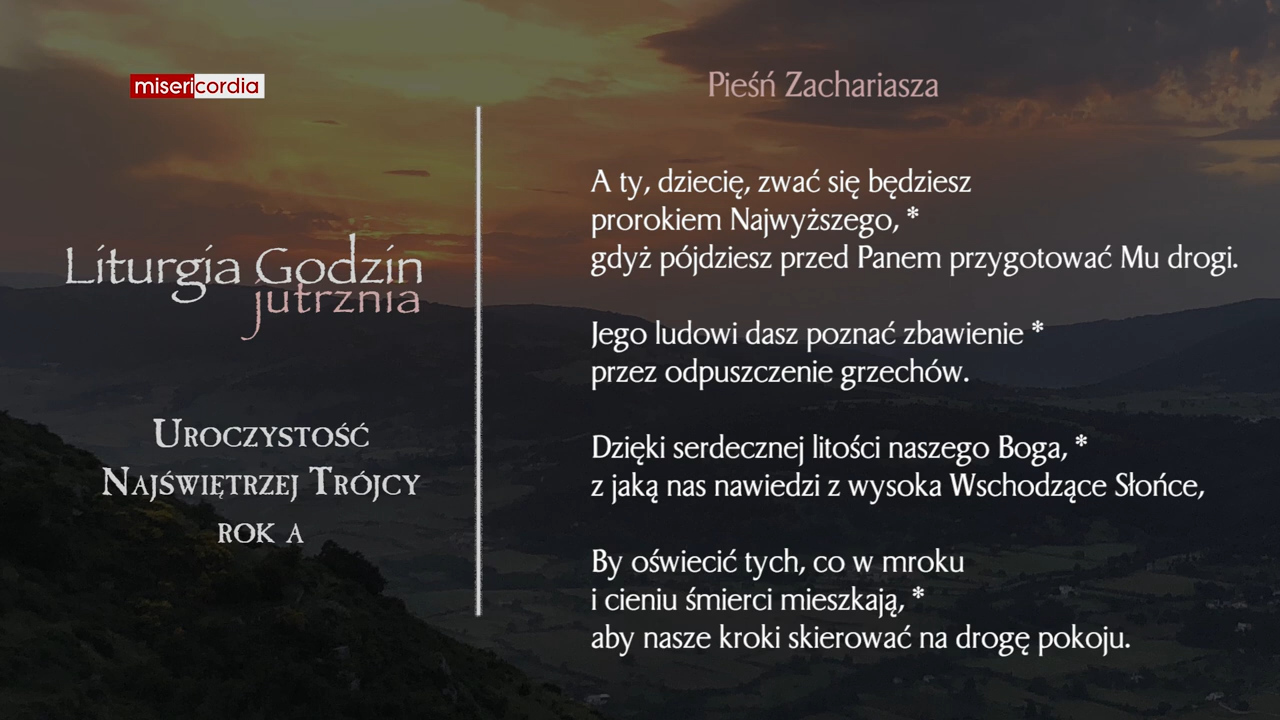 misericordia
Liturgia Godzin
jutrznia
Uroczystość
Najświętrzej Trójcy
rok A
Pieśń Zachariasza
A ty, dziecię, zwać się będziesz
prorokiem Najwyższego, *
gdyż pójdziesz przed Panem przygotować Mu drogi.
Jego ludowi dasz poznać zbawienie *
przez odpuszczenie grzechów.
Dzięki serdecznej litości naszego Boga, *
z jaką nas nawiedzi z wysoka Wschodzące Słońce,
By oświecić tych, co w mroku
i cieniu śmierci mieszkają, *
aby nasze kroki skierować na drogę pokoju.